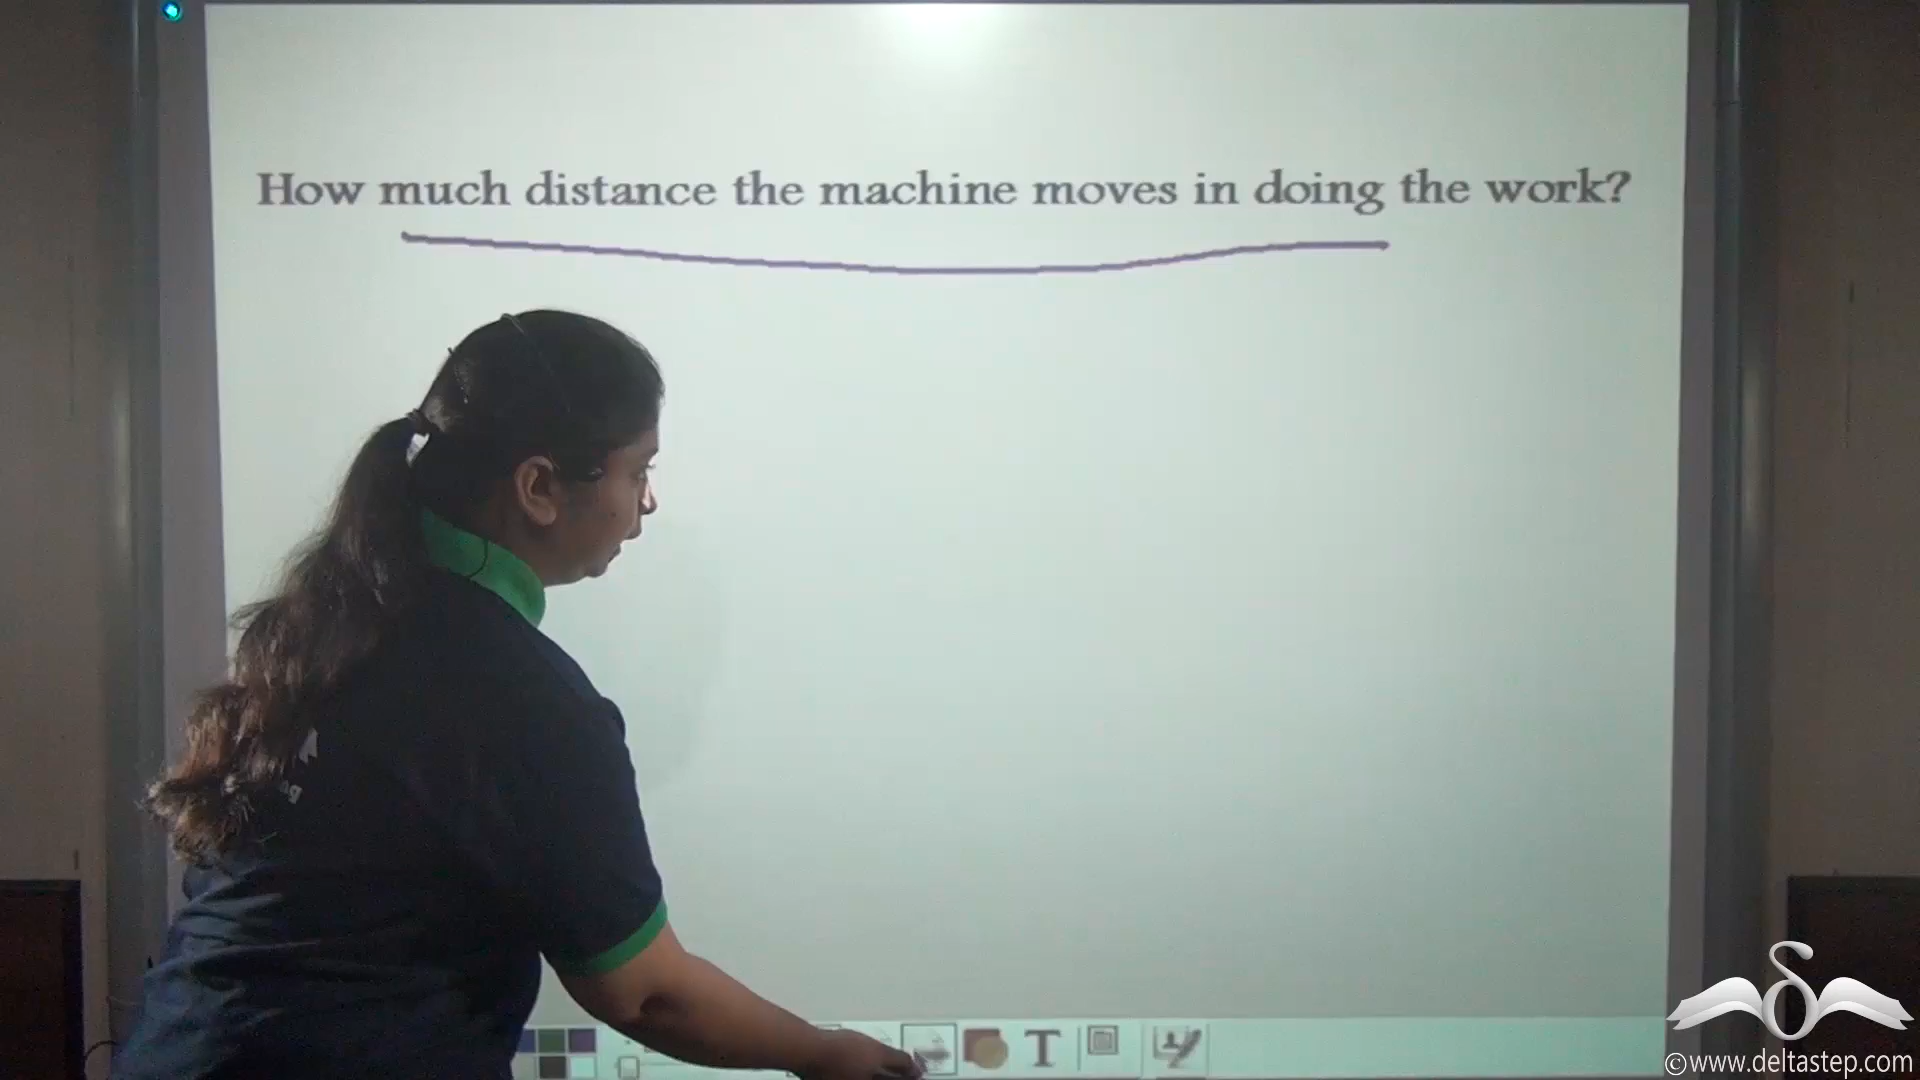 How much distance the machine moves in doing the work?
T
©www.deltastep.com